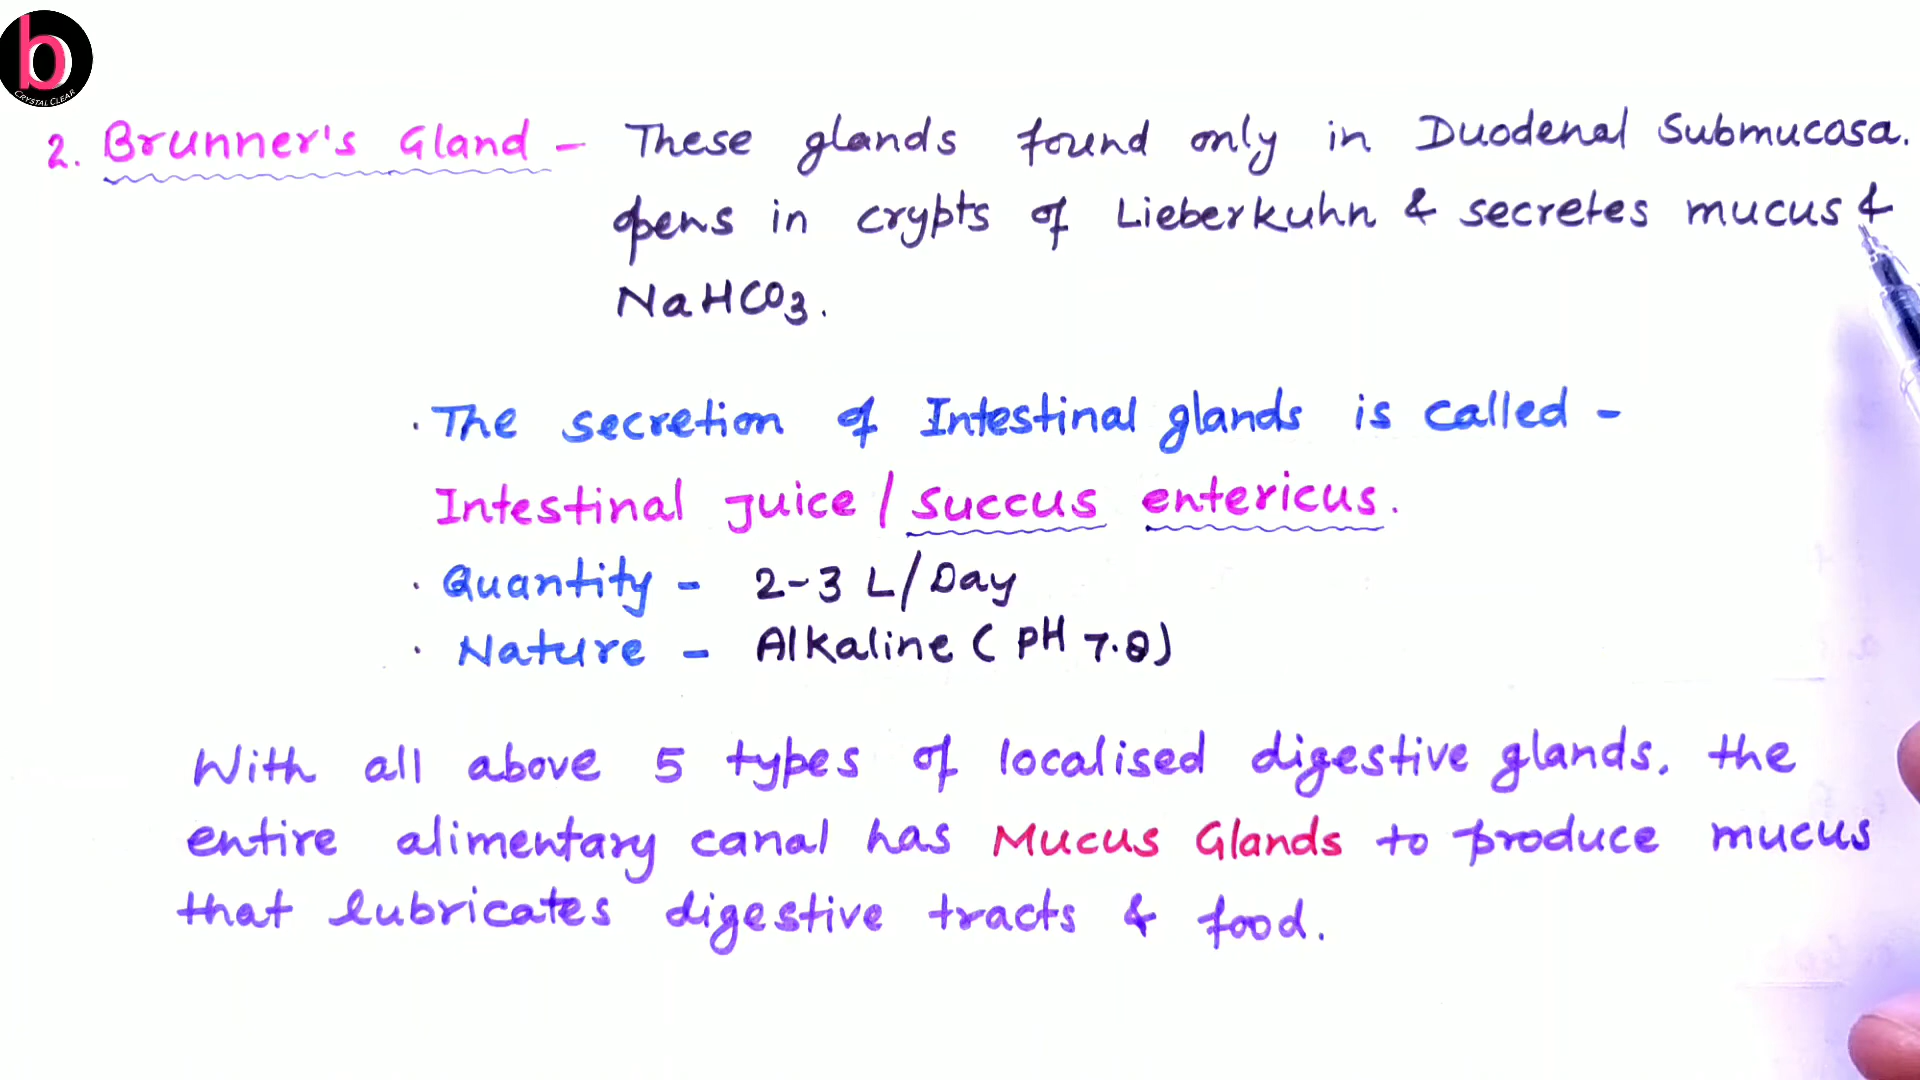 b
CRYSTAL CLEAR
2. Brunner's Gland - These glands found only in Duodenal Submucasa.
opens in crypts of Lieberkuhn & secretes mucus &
NaHCO3.
· The secretion of Intestinal glands is called -
Intestinal Juice / Succus entericus.
· Quantity - 2-3 L/Day
· Nature - Alkaline ( pH 7.8)
With all above 5 types of localised digestive glands, the
entire alimentary canal has Mucus Glands to produce mucus
that lubricates digestive tracts & food.